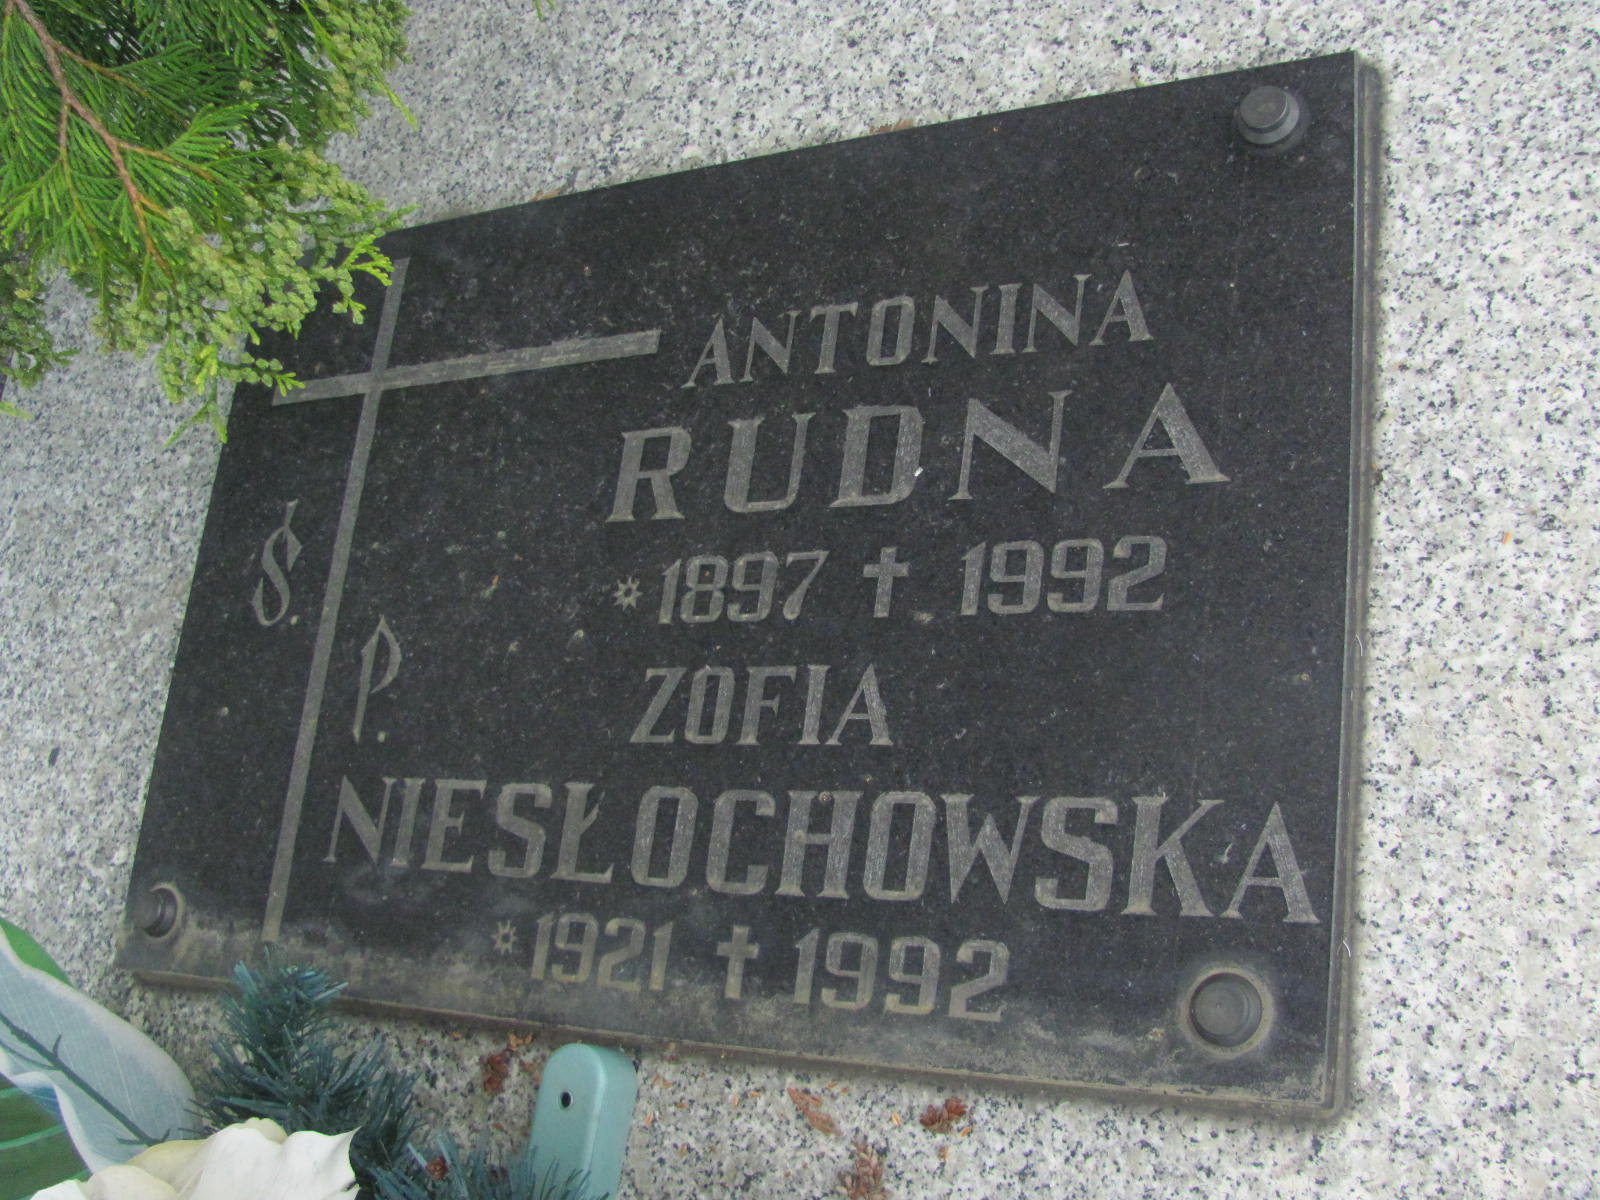 Ś. P.
ANTONINA
RUDNA
* 1897 † 1992
ZOFIA
NIESŁOCHOWSKA
* 1921 † 1992